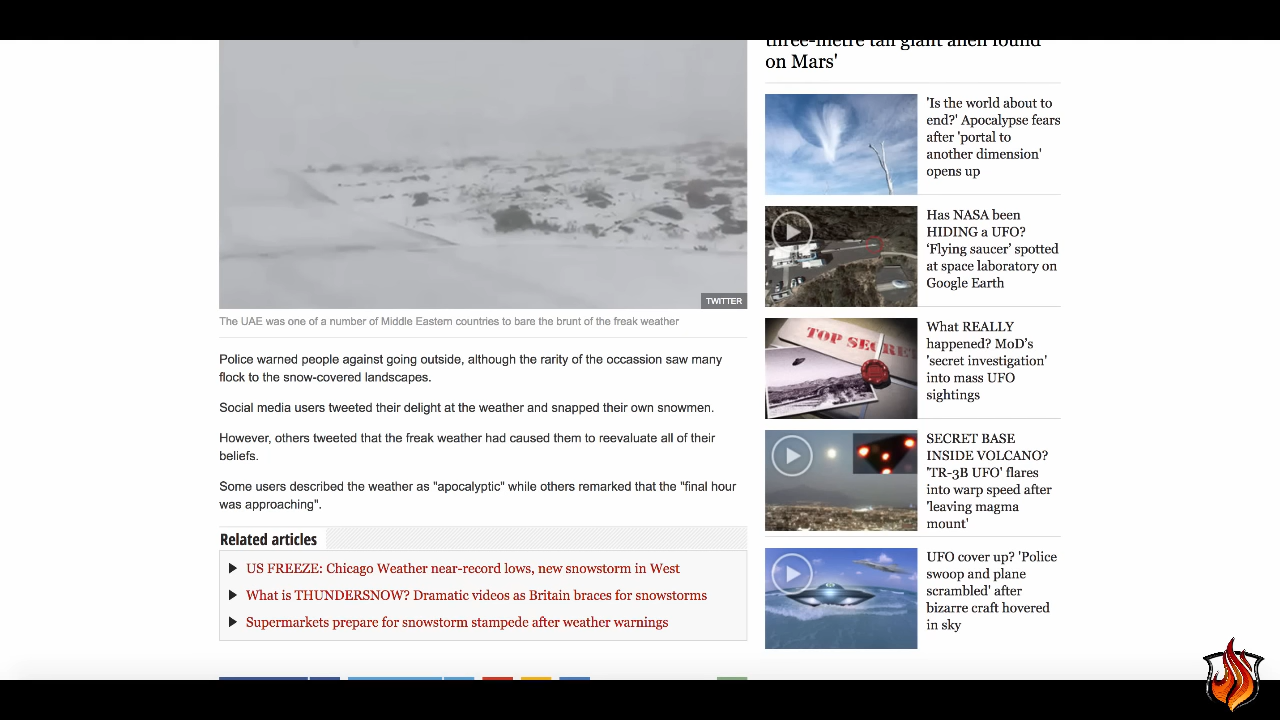 TWITTER
The UAE was one of a number of Middle Eastern countries to bare the brunt of the freak weather
Police warned people against going outside, although the rarity of the occassion saw many
flock to the snow-covered landscapes.
Social media users tweeted their delight at the weather and snapped their own snowmen.
However, others tweeted that the freak weather had caused them to reevaluate all of their
beliefs.
Some users described the weather as "apocalyptic" while others remarked that the "final hour
was approaching".
Related articles
US FREEZE: Chicago Weather near-record lows, new snowstorm in West
What is THUNDERSNOW? Dramatic videos as Britain braces for snowstorms
Supermarkets prepare for snowstorm stampede after weather warnings
three-metre tall giant alien found
on Mars'
'Is the world about to
end?' Apocalypse fears
after 'portal to
another dimension'
opens up
Has NASA been
HIDING a UFO?
‘Flying saucer’ spotted
at space laboratory on
Google Earth
TOP SECRET
What REALLY
happened? MoD’s
'secret investigation'
into mass UFO
sightings
SECRET BASE
INSIDE VOLCANO?
'TR-3B UFO' flares
into warp speed after
'leaving magma
mount'
UFO cover up? 'Police
swoop and plane
scrambled' after
bizarre craft hovered
in sky